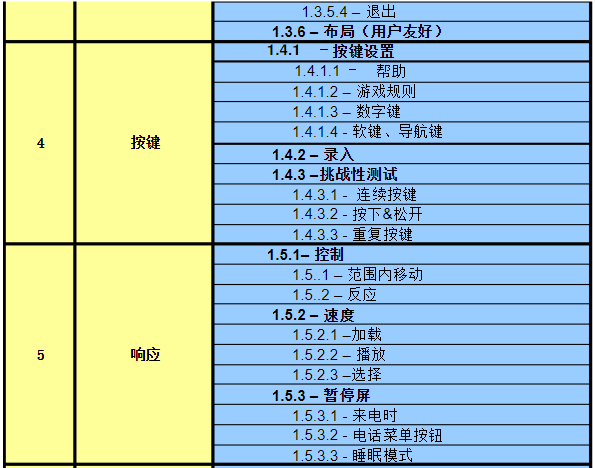 1.3.5.4 – 退出
1.3.6 – 布局（用户友好）
4
按键
1.4.1 – 按键设置
1.4.1.1 – 帮助
1.4.1.2 – 游戏规则
1.4.1.3 – 数字键
1.4.1.4 - 软键、导航键
1.4.2 – 录入
1.4.3 –挑战性测试
1.4.3.1 - 连续按键
1.4.3.2 - 按下&松开
1.4.3.3 - 重复按键
5
响应
1.5.1– 控制
1.5..1 – 范围内移动
1.5..2 – 反应
1.5.2 – 速度
1.5.2.1 –加载
1.5.2.2 – 播放
1.5.2.3 –选择
1.5.3 – 暂停屏
1.5.3.1 - 来电时
1.5.3.2 - 电话菜单按钮
1.5.3.3 - 睡眠模式